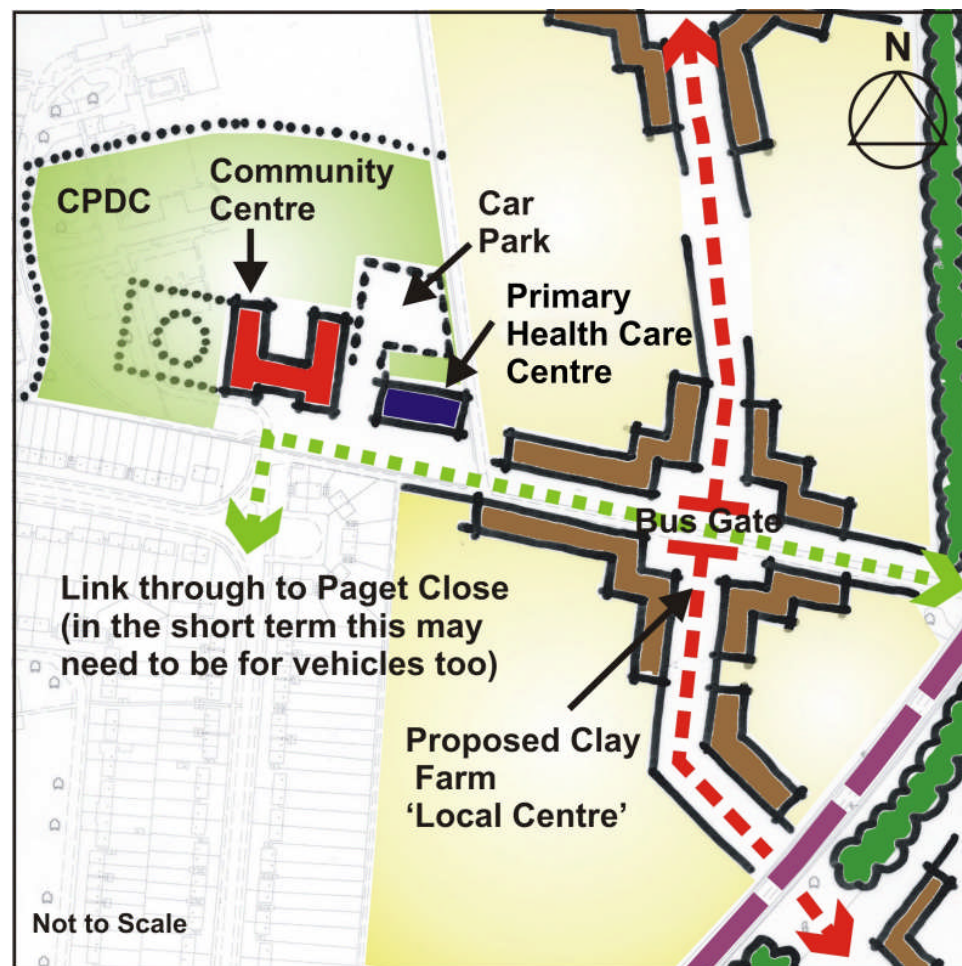 N
CPDC
Community
Centre
Car
Park
Primary
Health Care
Centre
Bus Gate
Link through to Paget Close
(in the short term this may
need to be for vehicles too)
Proposed Clay
Farm
‘Local Centre’
Not to Scale